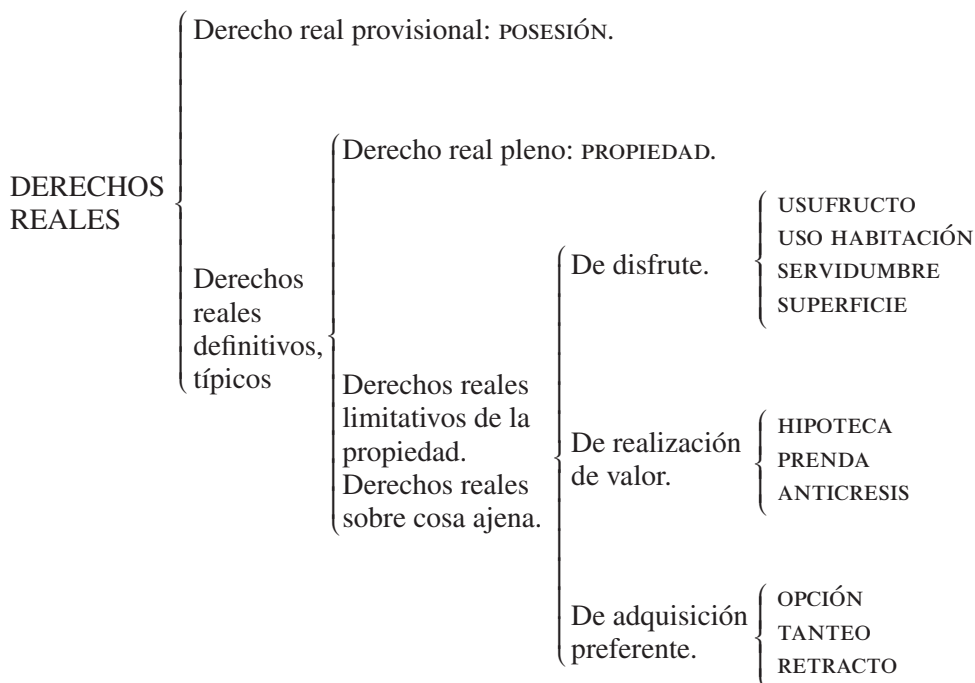 DERECHOS
REALES
Derecho real provisional: POSESIÓN.
Derechos
reales
definitivos,
típicos
Derecho real pleno: PROPIEDAD.
Derechos reales
limitativos de la
propiedad.
Derechos reales
sobre cosa ajena.
De disfrute.
USUFRUCTO
USO HABITACIÓN
SERVIDUMBRE
SUPERFICIE
De realización
de valor.
HIPOTECA
PRENDA
ANTICRESIS
De adquisición
preferente.
OPCIÓN
TANTEO
RETRACTO